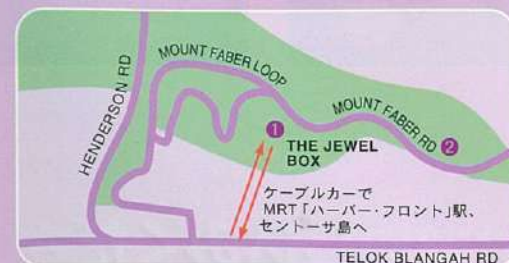 HENDERSON RD
MOUNT FABER LOOP
MOUNT FABER RD
❷
❶
THE JEWEL
BOX
ケーブルカーで
MRT「ハーバー・フロント」駅、
セントーサ島へ
TELOK BLANGAH RD